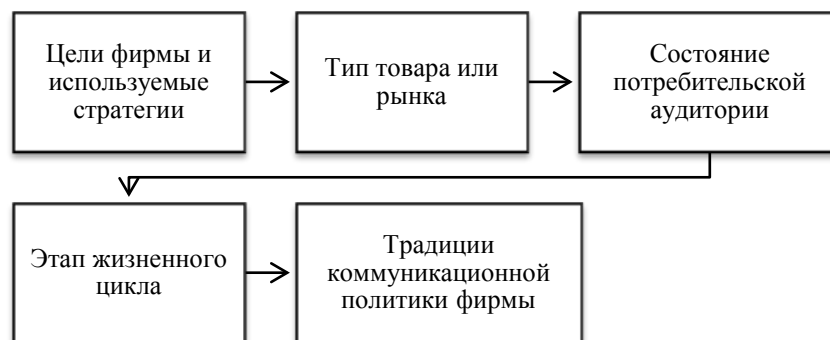 Цели фирмы и
используемые
стратегии
Тип товара или
рынка
Состояние
потребительской
аудитории
Этап жизненного
цикла
Традиции
коммуникационной
политики фирмы